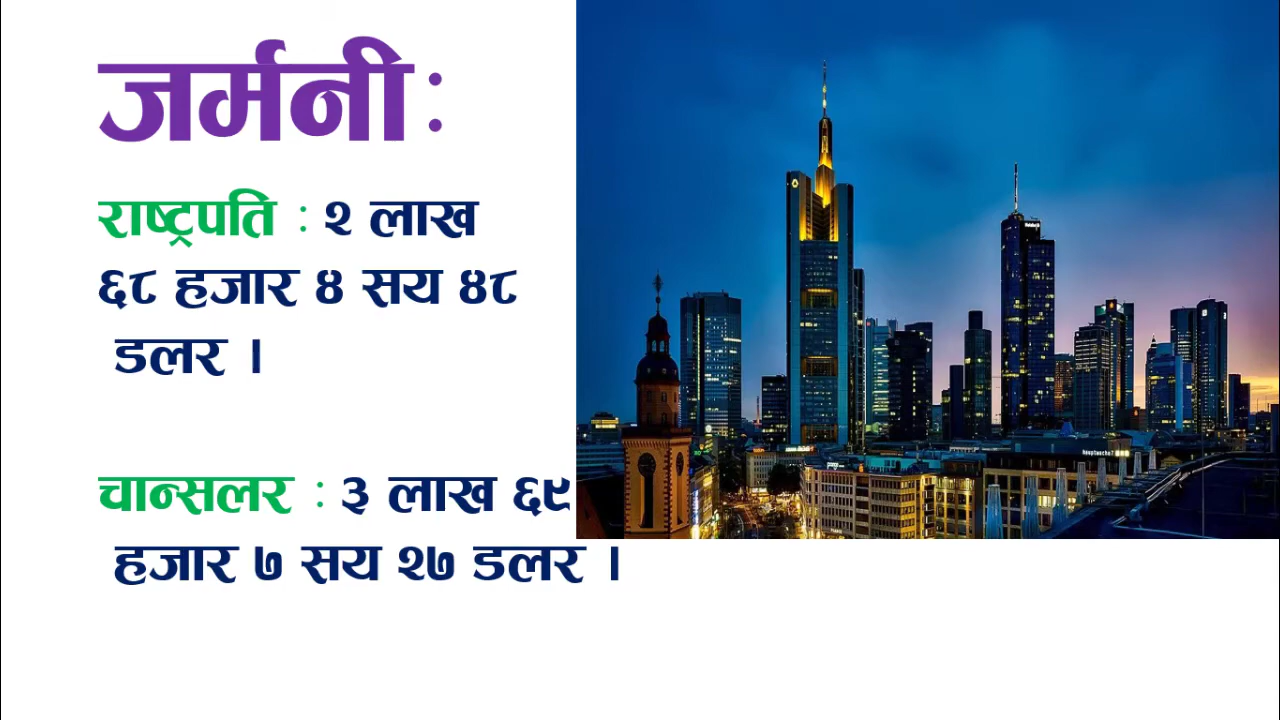 जर्मनी :
राष्ट्रपति : २ लाख
६८ हजार ४ सय ४८
डलर ।
चान्सलर : ३ लाख ६९
हजार ७ सय २७ डलर ।